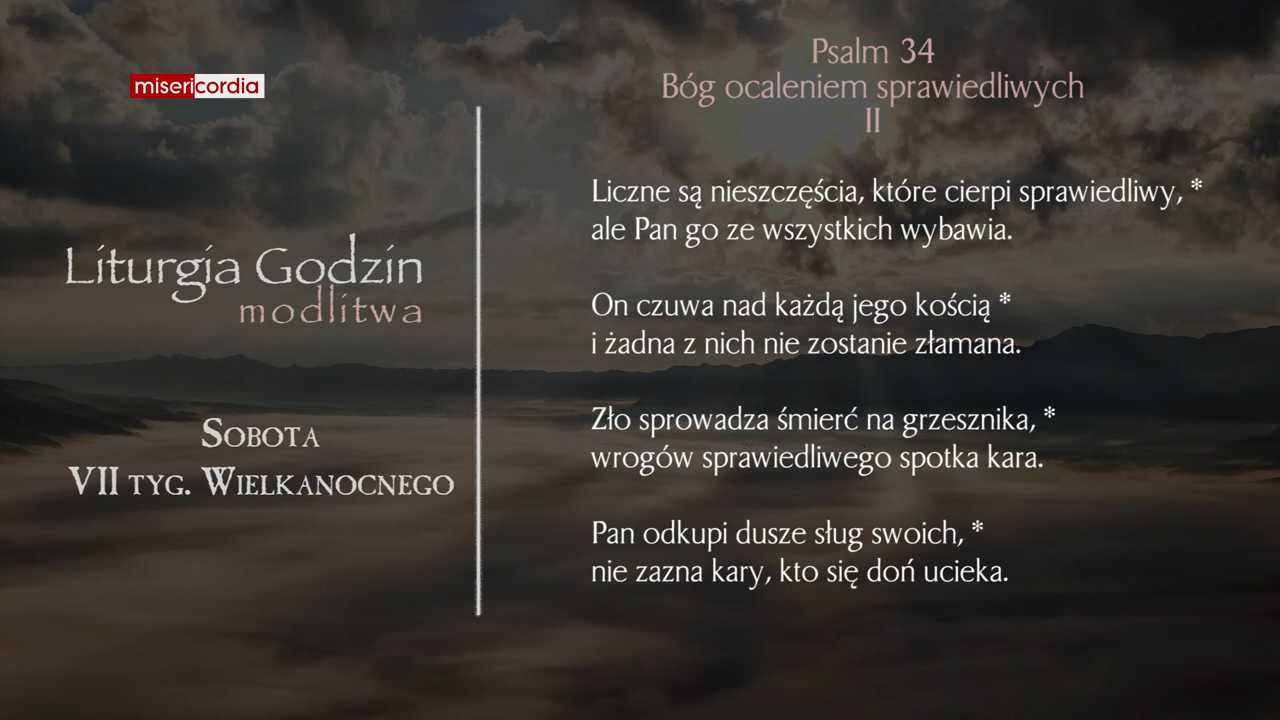 misericordia
Liturgia Godzin
modlitwa
Sobota
VII tyg. Wielkanocnego
Psalm 34
Bóg ocaleniem sprawiedliwych
II
Liczne są nieszczęścia, które cierpi sprawiedliwy, *
ale Pan go ze wszystkich wybawia.
On czuwa nad każdą jego kością *
i żadna z nich nie zostanie złamana.
Zło sprowadza śmierć na grzesznika, *
wrogów sprawiedliwego spotka kara.
Pan odkupi dusze sług swoich, *
nie zazna kary, kto się doń ucieka.